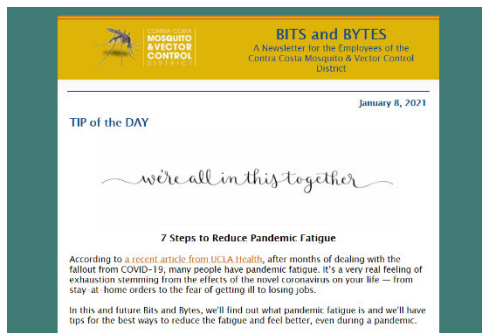 CONTRA COSTA
MOSQUITO
&VECTOR
CONTROL
DISTRICT
BITS and BYTES
A Newsletter for the Employees of the
Contra Costa Mosquito & Vector Control
District
January 8, 2021
TIP of the DAY
we're all in this together
7 Steps to Reduce Pandemic Fatigue
According to a recent article from UCLA Health, after months of dealing with the
fallout from COVID-19, many people have pandemic fatigue. It's a very real feeling of
exhaustion stemming from the effects of the novel coronavirus on your life — from
stay-at-home orders to the fear of getting ill to losing jobs.
In this and future Bits and Bytes, we'll find out what pandemic fatigue is and we'll have
tips for the best ways to reduce the fatigue and feel better, even during a pandemic.